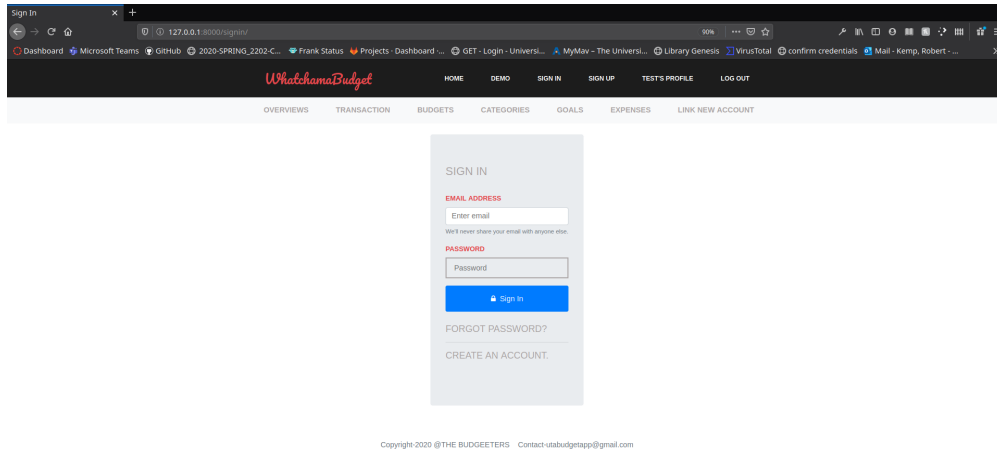 Sign In
127.0.0.1:8000/signin/ 90%
Dashboard Microsoft Teams GitHub 2020-SPRING_2202-C... Frank Status Projects · Dashboard ·... GET - Login - Universi... MyMav – The Universi... Library Genesis VirusTotal confirm credentials Mail - Kemp, Robert - ...
WhatchamaBudget HOME DEMO SIGN IN SIGN UP TEST'S PROFILE LOG OUT
OVERVIEWS TRANSACTION BUDGETS CATEGORIES GOALS EXPENSES LINK NEW ACCOUNT
SIGN IN
EMAIL ADDRESS
Enter email
We'll never share your email with anyone else.
PASSWORD
Password
Sign In
FORGOT PASSWORD?
CREATE AN ACCOUNT.
Copyright-2020 @THE BUDGEETERS Contact-utabudgetapp@gmail.com